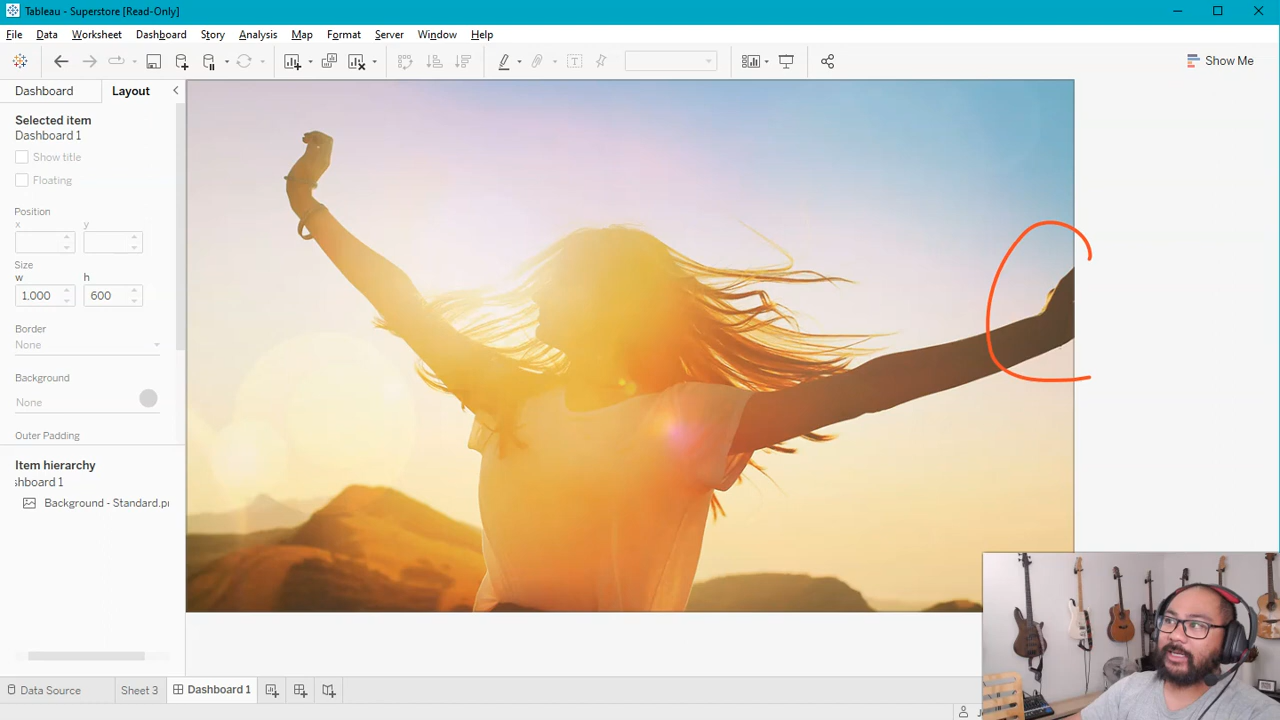 Tableau - Superstore [Read-Only]
File Data Worksheet Dashboard Story Analysis Map Format Server Window Help
Show Me
Dashboard Layout
Selected item
Dashboard 1
Show title
Floating
Position
x y
Size
w h
1.000 600
Border
None
Background
None
Outer Padding
Item hierarchy
shboard 1
Background - Standard.p
Data Source Sheet 3 Dashboard 1